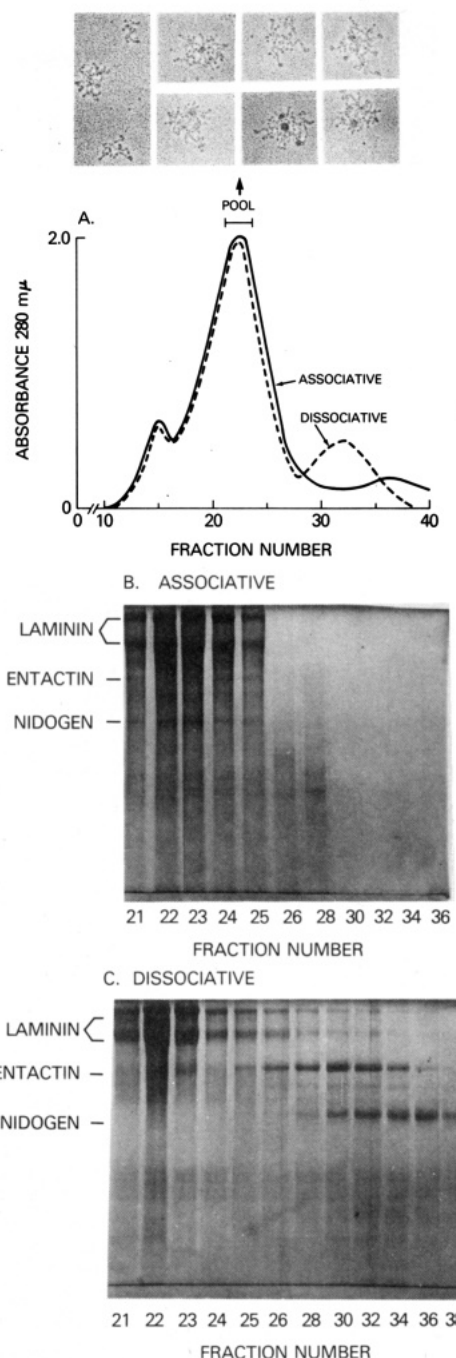 POOL
A.
2.0
ABSORBANCE 280 mμ
ASSOCIATIVE
DISSOCIATIVE
0
0 10 20 30 40
FRACTION NUMBER
B. ASSOCIATIVE
LAMININ
ENTACTIN
NIDOGEN
21 22 23 24 25 26 28 30 32 34 36
FRACTION NUMBER
C. DISSOCIATIVE
LAMININ
ENTACTIN
NIDOGEN
21 22 23 24 25 26 28 30 32 34 36 38
FRACTION NUMBER